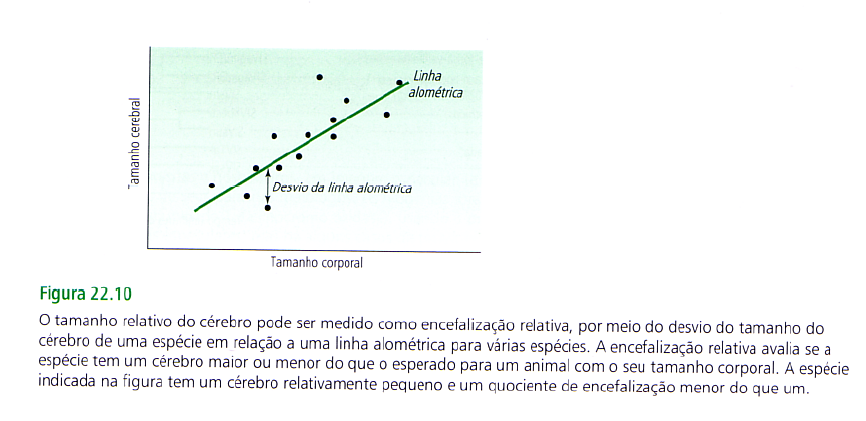 Linha
alométrica
Tamanho cerebral
Desvio da linha alométrica
Tamanho corporal
Figura 22.10
O tamanho relativo do cérebro pode ser medido como encefalização relativa, por meio do desvio do tamanho do
cérebro de uma espécie em relação a uma linha alométrica para várias espécies. A encefalização relativa avalia se a
espécie tem um cérebro maior ou menor do que o esperado para um animal com o seu tamanho corporal. A espécie
indicada na figura tem um cérebro relativamente pequeno e um quociente de encefalização menor do que um.